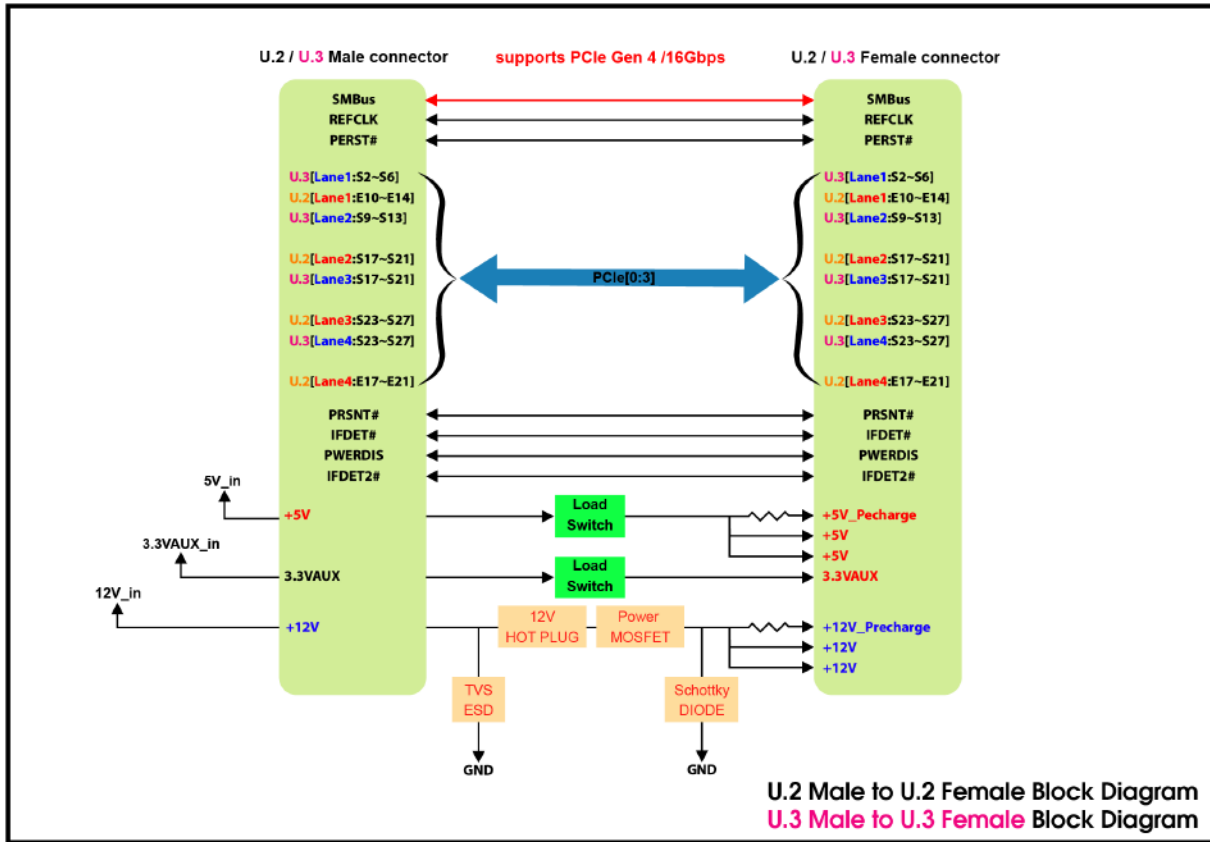 U.2 / U.3 Male connector
supports PCIe Gen 4 /16Gbps
U.2 / U.3 Female connector
SMBus
REFCLK
PERST#
U.3[Lane1:S2~S6]
U.2[Lane1:E10~E14]
U.3[Lane2:S9~S13]
U.2[Lane2:S17~S21]
U.3[Lane3:S17~S21]
U.2[Lane3:S23~S27]
U.3[Lane4:S23~S27]
U.2[Lane4:E17~E21]
PRSNT#
IFDET#
PWERDIS
IFDET2#
+5V
3.3VAUX
+12V
5V_in
3.3VAUX_in
12V_in
PCIe[0:3]
Load
Switch
Load
Switch
12V
HOT PLUG
Power
MOSFET
TVS
ESD
Schottky
DIODE
GND
GND
SMBus
REFCLK
PERST#
U.3[Lane1:S2~S6]
U.2[Lane1:E10~E14]
U.3[Lane2:S9~S13]
U.2[Lane2:S17~S21]
U.3[Lane3:S17~S21]
U.2[Lane3:S23~S27]
U.3[Lane4:S23~S27]
U.2[Lane4:E17~E21]
PRSNT#
IFDET#
PWERDIS
IFDET2#
+5V_Pecharge
+5V
+5V
3.3VAUX
+12V_Precharge
+12V
+12V
U.2 Male to U.2 Female Block Diagram
U.3 Male to U.3 Female Block Diagram